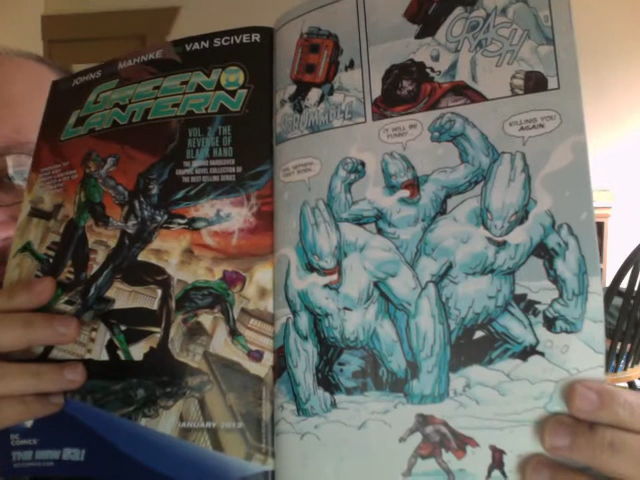 JOHNS MAHNKE VAN SCIVER
GREEN LANTERN
VOL. 2: THE
REVENGE OF
BLACK HAND
THE SECOND HARDCOVER
GRAPHIC NOVEL COLLECTION OF
THE BEST-SELLING SERIES
JANUARY 2013
DC
COMICS
THE NEW 52!
CRASH
IT WILL BE
FUNNY...
KILLING YOU
AGAIN.